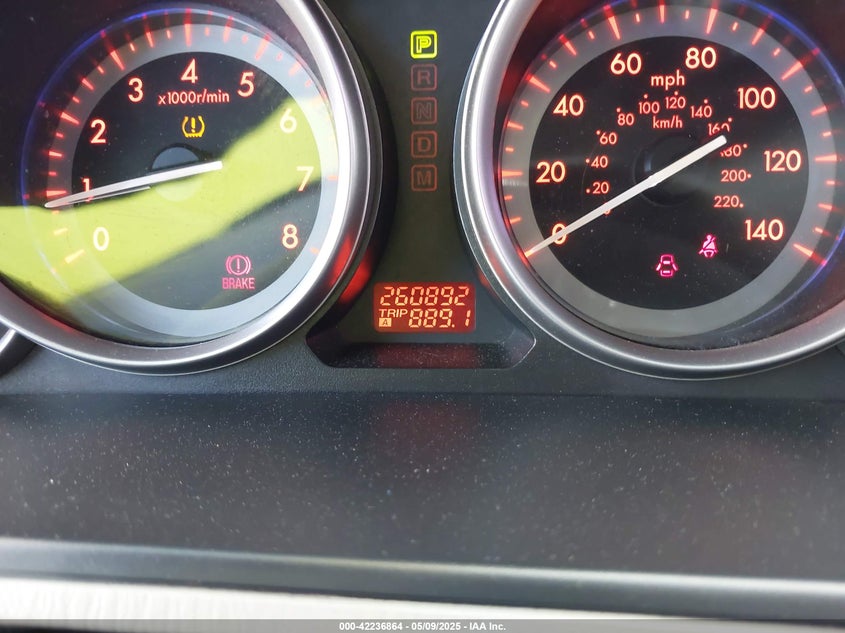 0 1 2 3 4 5 6 7 8
x1000r/min
BRAKE
P
R
N
D
M
260892
TRIP
A 889.1
0 20 40 60 80 100 120 140
mph
20 40 60 80 100 120 140 160 180 200 220
km/h
000-42236864 - 05/09/2025 - IAA Inc.